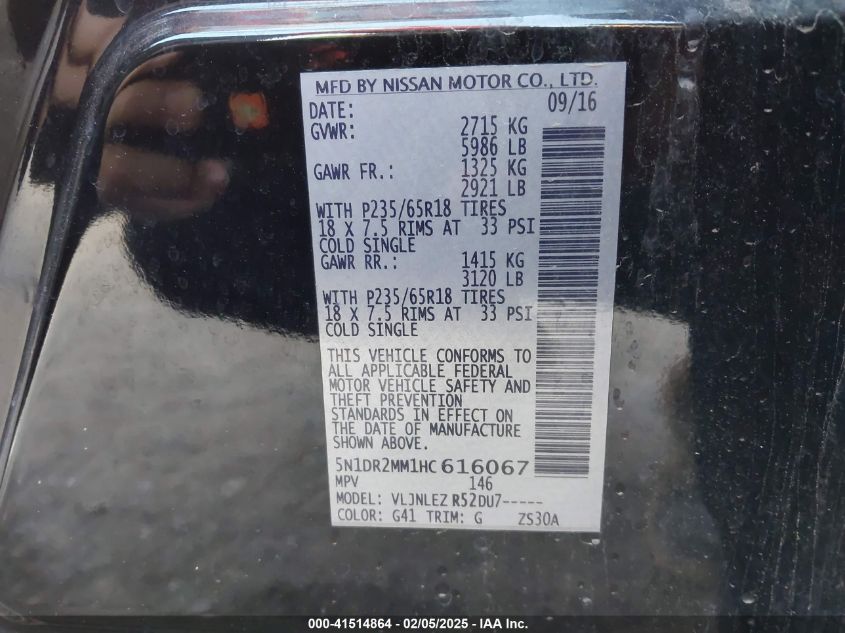 MFD BY NISSAN MOTOR CO., LTD.
DATE: 09/16
GVWR: 2715 KG
5986 LB
GAWR FR.: 1325 KG
2921 LB
WITH P235/65R18 TIRES
18 X 7.5 RIMS AT 33 PSI
COLD SINGLE
GAWR RR.: 1415 KG
3120 LB
WITH P235/65R18 TIRES
18 X 7.5 RIMS AT 33 PSI
COLD SINGLE
THIS VEHICLE CONFORMS TO
ALL APPLICABLE FEDERAL
MOTOR VEHICLE SAFETY AND
THEFT PREVENTION
STANDARDS IN EFFECT ON
THE DATE OF MANUFACTURE
SHOWN ABOVE.
5N1DR2MM1HC616067
MPV 146
MODEL: VLJNLEZ R52DU7-----
COLOR: G41 TRIM: G ZS30A
000-41514864 - 02/05/2025 - IAA Inc.